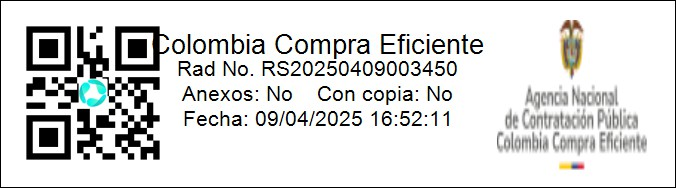 Colombia Compra Eficiente
Rad No. RS20250409003450
Anexos: No    Con copia: No
Fecha: 09/04/2025 16:52:11
Agencia Nacional
de Contratación Pública
Colombia Compra Eficiente